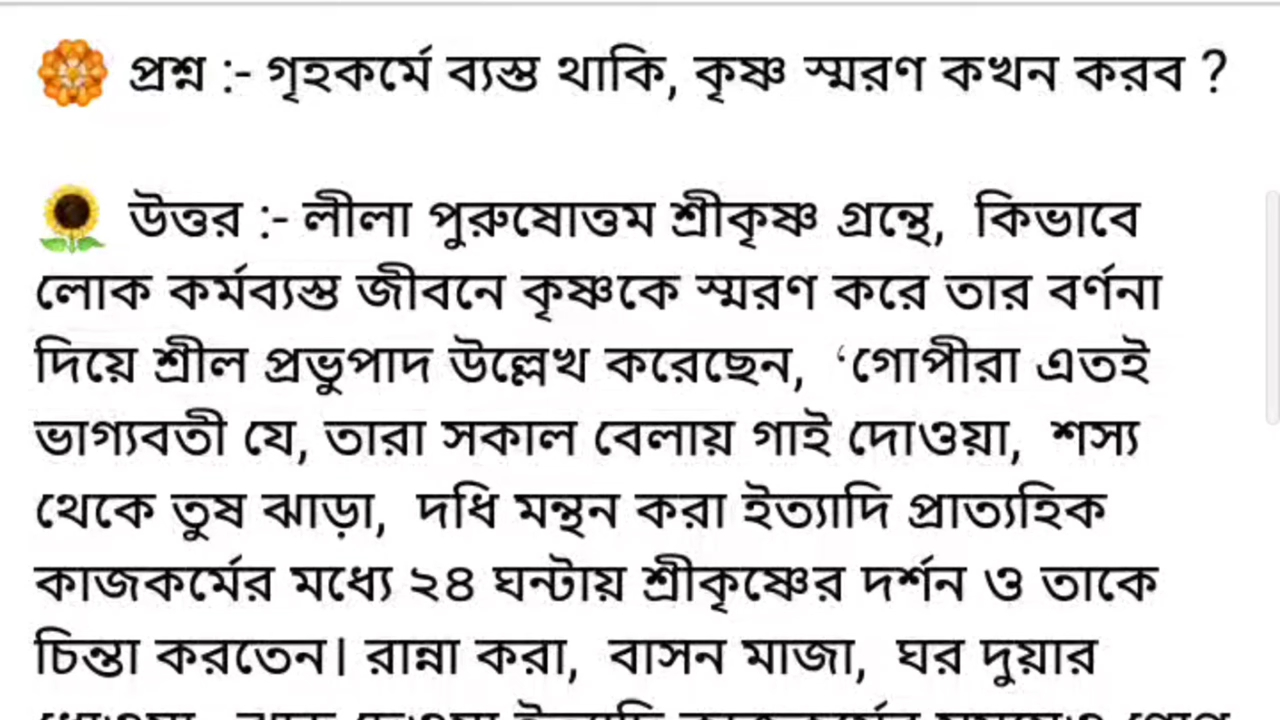 প্রশ্ন :- গৃহকর্মে ব্যস্ত থাকি, কৃষ্ণ স্মরণ কখন করব ?
উত্তর :- লীলা পুরুষোত্তম শ্রীকৃষ্ণ গ্রন্থে, কিভাবে
লোক কর্মব্যস্ত জীবনে কৃষ্ণকে স্মরণ করে তার বর্ণনা
দিয়ে শ্রীল প্রভুপাদ উল্লেখ করেছেন, ‘গোপীরা এতই
ভাগ্যবতী যে, তারা সকাল বেলায় গাই দোওয়া, শস্য
থেকে তুষ ঝাড়া, দধি মন্থন করা ইত্যাদি প্রাত্যহিক
কাজকর্মের মধ্যে ২৪ ঘন্টায় শ্রীকৃষ্ণের দর্শন ও তাকে
চিন্তা করতেন। রান্না করা, বাসন মাজা, ঘর দুয়ার